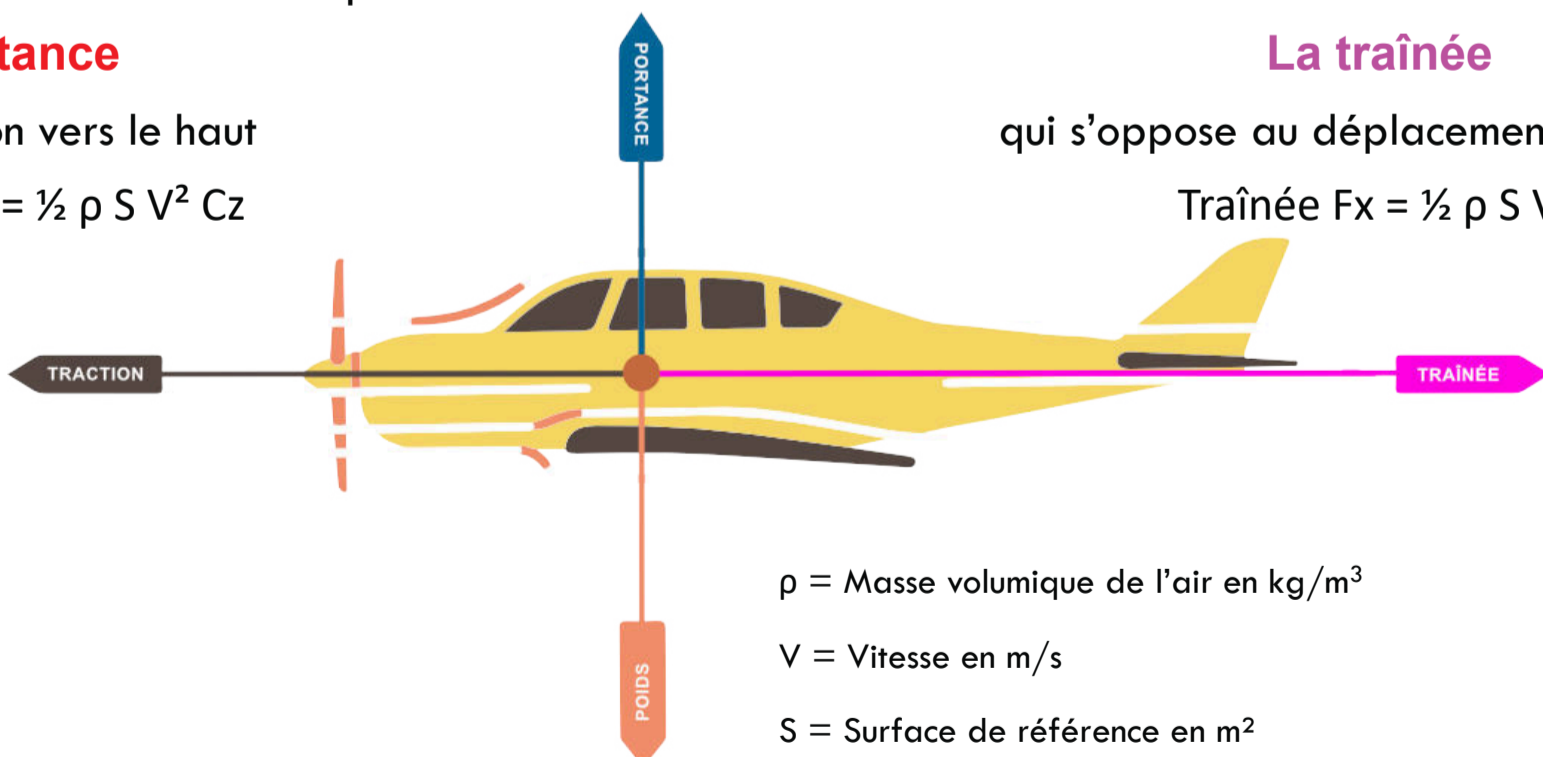 PORTANCE
tance
La traînée
on vers le haut
qui s’oppose au déplacemen
= ½ ρ S V² Cz
Traînée Fx = ½ ρ S V
TRACTION
TRAÎNÉE
ρ = Masse volumique de l’air en kg/m³
V = Vitesse en m/s
POIDS
S = Surface de référence en m²